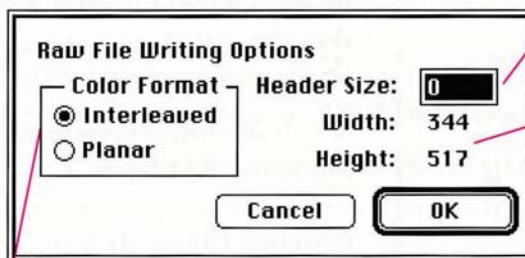 Raw File Writing Options
Color Format
Interleaved
Planar
Header Size: 0
Width: 344
Height: 517
Cancel
OK